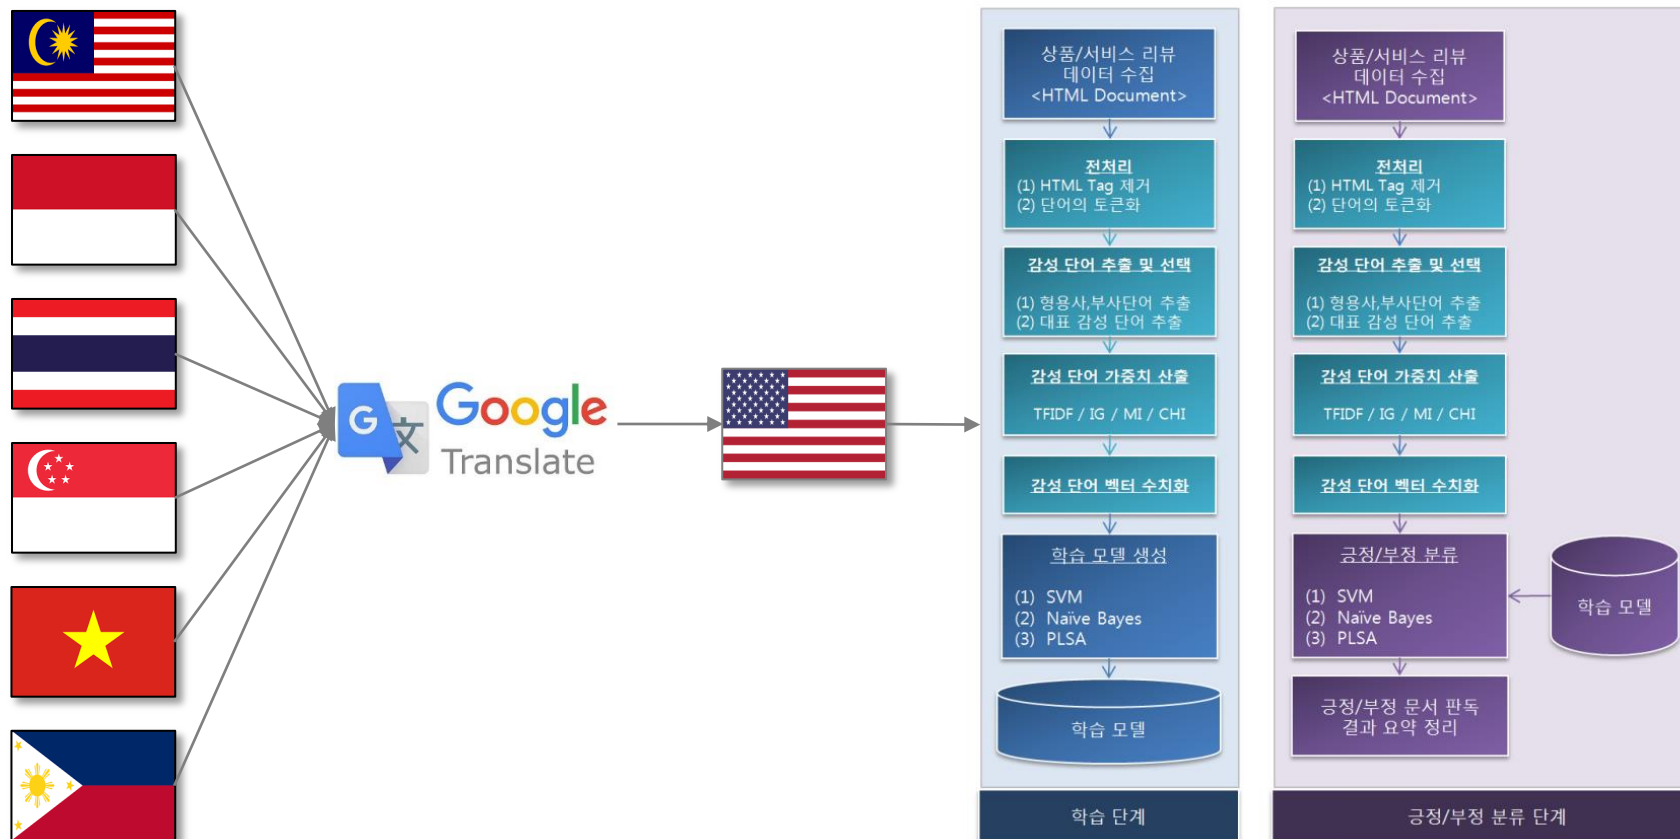 G 文
Google
Translate
상품/서비스 리뷰
데이터 수집
<HTML Document>
전처리
(1) HTML Tag 제거
(2) 단어의 토큰화
감성 단어 추출 및 선택
(1) 형용사,부사단어 추출
(2) 대표 감성 단어 추출
감성 단어 가중치 산출
TFIDF / IG / MI / CHI
감성 단어 벡터 수치화
학습 모델 생성
(1) SVM
(2) Naïve Bayes
(3) PLSA
학습 모델
학습 단계
상품/서비스 리뷰
데이터 수집
<HTML Document>
전처리
(1) HTML Tag 제거
(2) 단어의 토큰화
감성 단어 추출 및 선택
(1) 형용사,부사단어 추출
(2) 대표 감성 단어 추출
감성 단어 가중치 산출
TFIDF / IG / MI / CHI
감성 단어 벡터 수치화
긍정/부정 분류
(1) SVM
(2) Naïve Bayes
(3) PLSA
학습 모델
긍정/부정 문서 판독
결과 요약 정리
긍정/부정 분류 단계